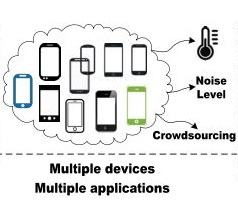 Noise
Level
Crowdsourcing
Multiple devices
Multiple applications